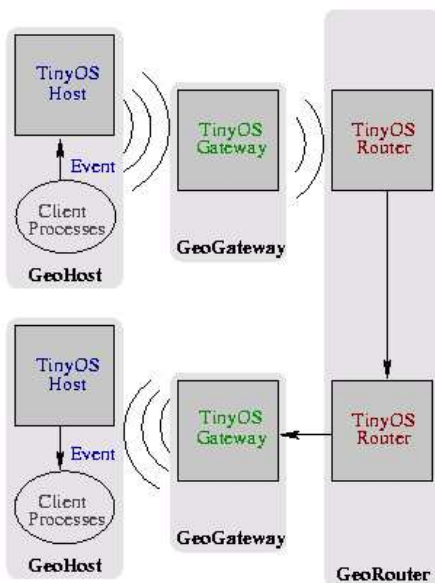 TinyOS
Host
Event
Client
Processes
GeoHost
TinyOS
Gateway
GeoGateway
TinyOS
Router
TinyOS
Host
Event
Client
Processes
GeoHost
TinyOS
Gateway
GeoGateway
TinyOS
Router
GeoRouter